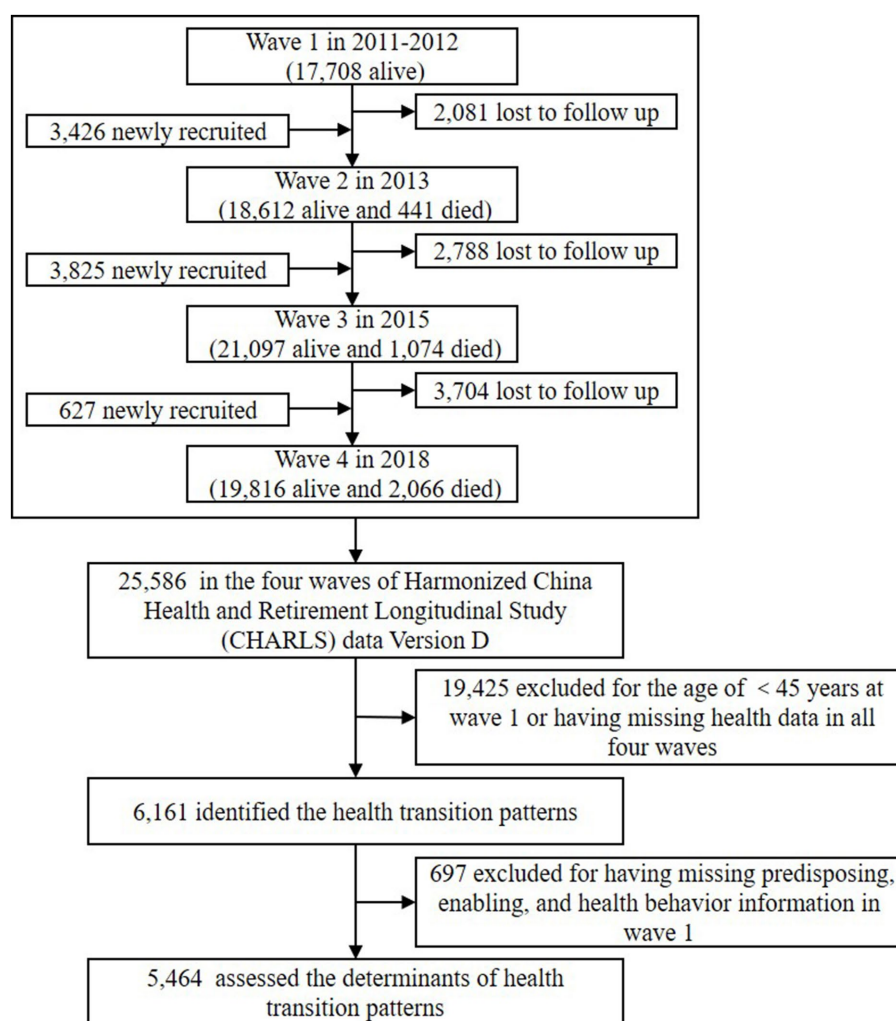 Wave 1 in 2011-2012
(17,708 alive)
2,081 lost to follow up
3,426 newly recruited
Wave 2 in 2013
(18,612 alive and 441 died)
2,788 lost to follow up
3,825 newly recruited
Wave 3 in 2015
(21,097 alive and 1,074 died)
3,704 lost to follow up
627 newly recruited
Wave 4 in 2018
(19,816 alive and 2,066 died)
25,586 in the four waves of Harmonized China
Health and Retirement Longitudinal Study
(CHARLS) data Version D
19,425 excluded for the age of < 45 years at
wave 1 or having missing health data in all
four waves
6,161 identified the health transition patterns
697 excluded for having missing predisposing,
enabling, and health behavior information in
wave 1
5,464 assessed the determinants of health
transition patterns